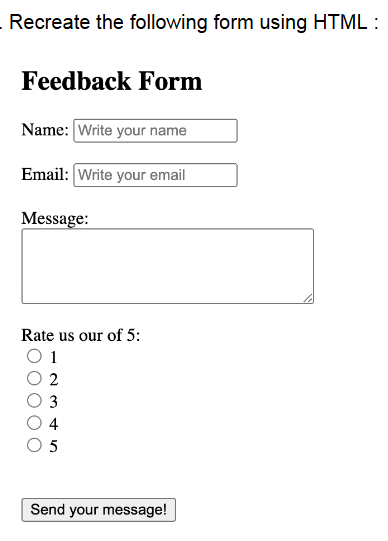 . Recreate the following form using HTML :
Feedback Form
Name: Write your name
Email: Write your email
Message:
Rate us our of 5:
1
2
3
4
5
Send your message!